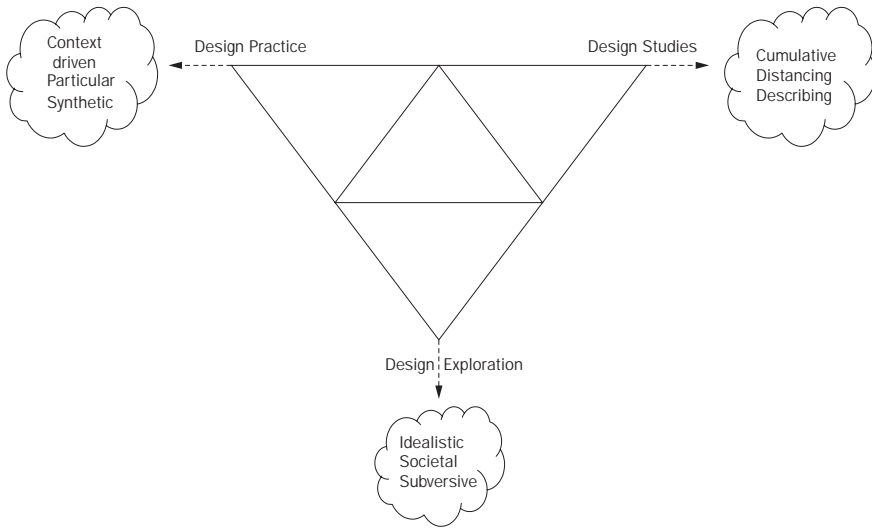 Design Practice
Design Studies
Context
driven
Particular
Synthetic
Cumulative
Distancing
Describing
Design Exploration
Idealistic
Societal
Subversive